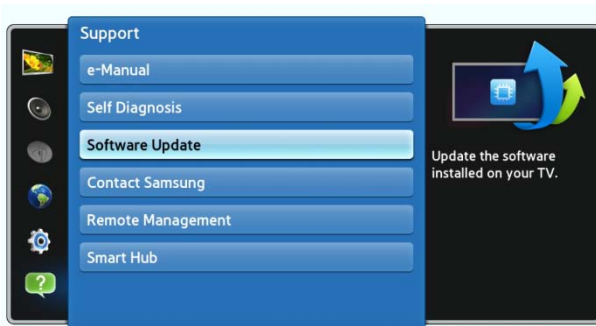 Support
e-Manual
Self Diagnosis
Software Update
Contact Samsung
Remote Management
Smart Hub
Update the software
installed on your TV.
?